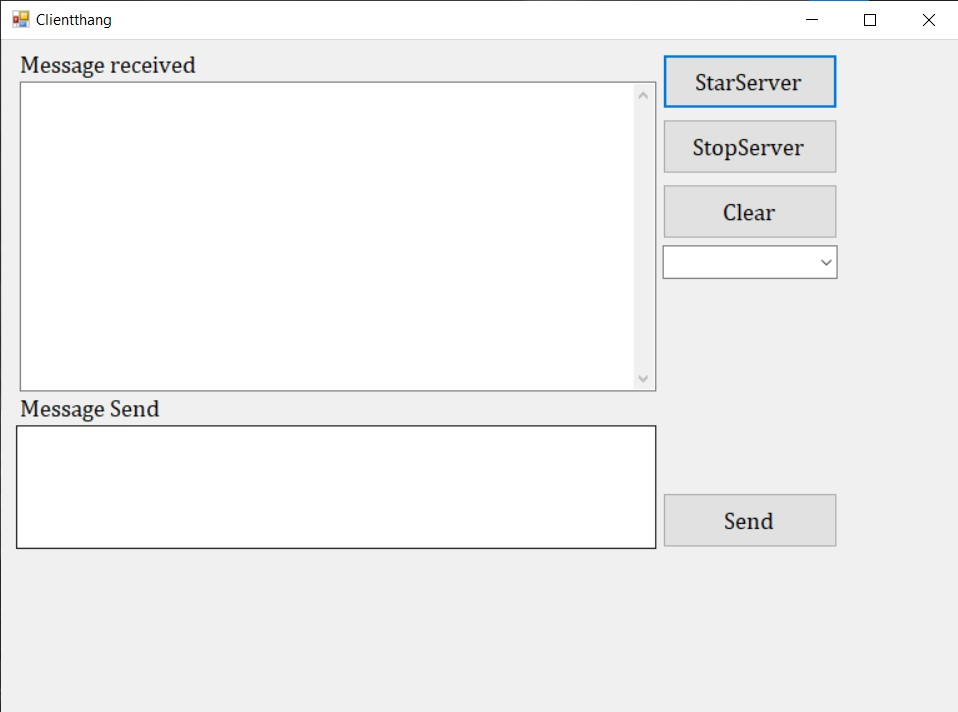 Clientthang
Message received
StarServer
StopServer
Clear
Message Send
Send